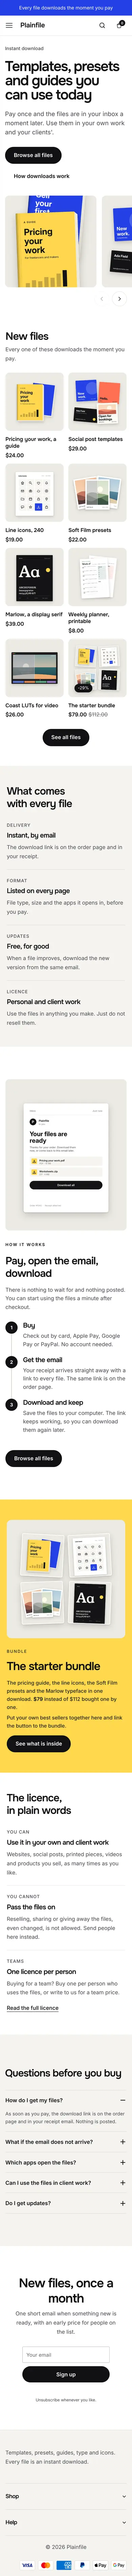 Every file downloads the moment you pay
Plainfile
0
Instant download
Templates, presets
and guides you
can use today
Pay once and the files are in your inbox a
moment later. Use them in your own work
and your clients'.
Browse all files
How downloads work
Pricing
your
work
New files
Every one of these downloads the moment you
pay.
Pricing your work, a
guide
$24.00
Social post templates
$29.00
Line icons, 240
$19.00
Soft Film presets
$22.00
Aa
Marlow, a display serif
$39.00
Weekly planner,
printable
$8.00
Coast LUTs for video
$26.00
-29%
The starter bundle
$79.00 $112.00
See all files
What comes
with every file
DELIVERY
Instant, by email
The download link is on the order page and in
your receipt.
FORMAT
Listed on every page
File type, size and the apps it opens in, before
you pay.
UPDATES
Free, for good
When a file improves, download the new
version from the same email.
LICENCE
Personal and client work
Use the files in anything you make. Just do not
resell them.
Your files are
ready
Download all
HOW IT WORKS
Pay, open the email,
download
There is nothing to wait for and nothing posted.
You can start using the files a minute after
checkout.
1
Buy
Check out by card, Apple Pay, Google
Pay or PayPal. No account needed.
2
Get the email
Your receipt arrives straight away with a
link to every file. The same link is on the
order page.
3
Download and keep
Save the files to your computer. The link
keeps working, so you can download
them again later.
Browse all files
Aa
BUNDLE
The starter bundle
The pricing guide, the line icons, the Soft Film
presets and the Marlow typeface in one
download. $79 instead of $112 bought one by
one.
Put your own best sellers together here and link
the button to the bundle.
See what is inside
The licence,
in plain words
YOU CAN
Use it in your own and client work
Websites, social posts, printed pieces, videos
and products you sell, as many times as you
like.
YOU CANNOT
Pass the files on
Reselling, sharing or giving away the files,
even changed, is not allowed. Send people
here instead.
TEAMS
One licence per person
Buying for a team? Buy one per person who
uses the files, or write to us for a team price.
Read the full licence
Questions before you buy
How do I get my files?
As soon as you pay, the download link is on the order
page and in your receipt email. Nothing is posted.
What if the email does not arrive?
Which apps open the files?
Can I use the files in client work?
Do I get updates?
New files, once a
month
One short email when something new is
ready, with an early price for people on
the list.
Your email
Sign up
Unsubscribe whenever you like.
Templates, presets, guides, type and icons.
Every file is an instant download.
Shop
Help
© 2026 Plainfile
VISA
Pay
G Pay